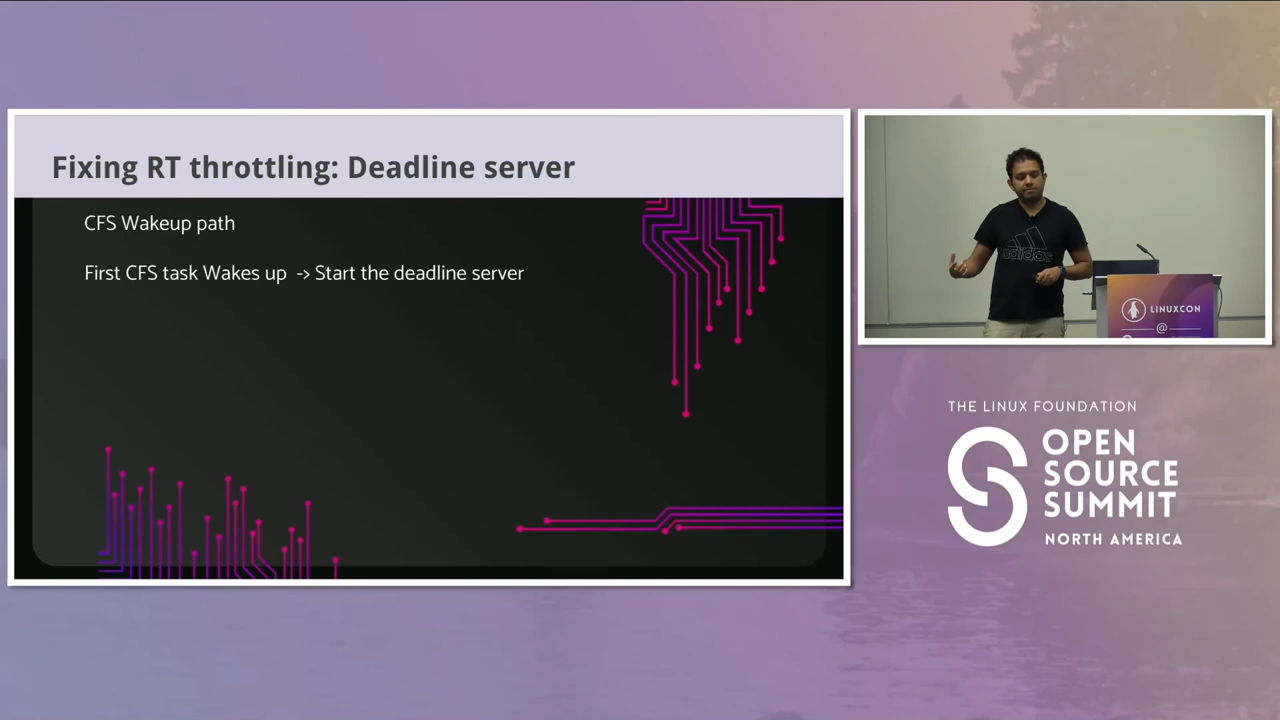 Fixing RT throttling: Deadline server
CFS Wakeup path
First CFS task Wakes up -> Start the deadline server
adidas
LINUXCON
@
THE LINUX FOUNDATION
OPEN
SOURCE
SUMMIT
NORTH AMERICA